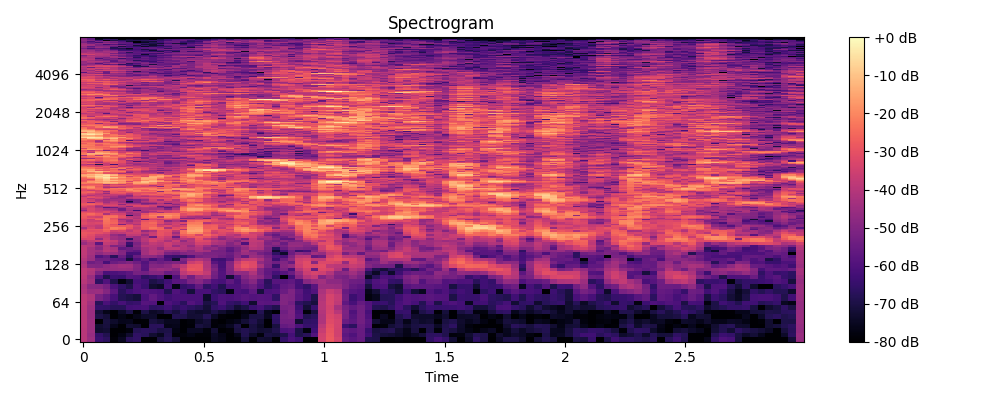 Spectrogram
Hz
4096
2048
1024
512
256
128
64
0
0
0.5
1
1.5
2
2.5
Time
+0 dB
-10 dB
-20 dB
-30 dB
-40 dB
-50 dB
-60 dB
-70 dB
-80 dB